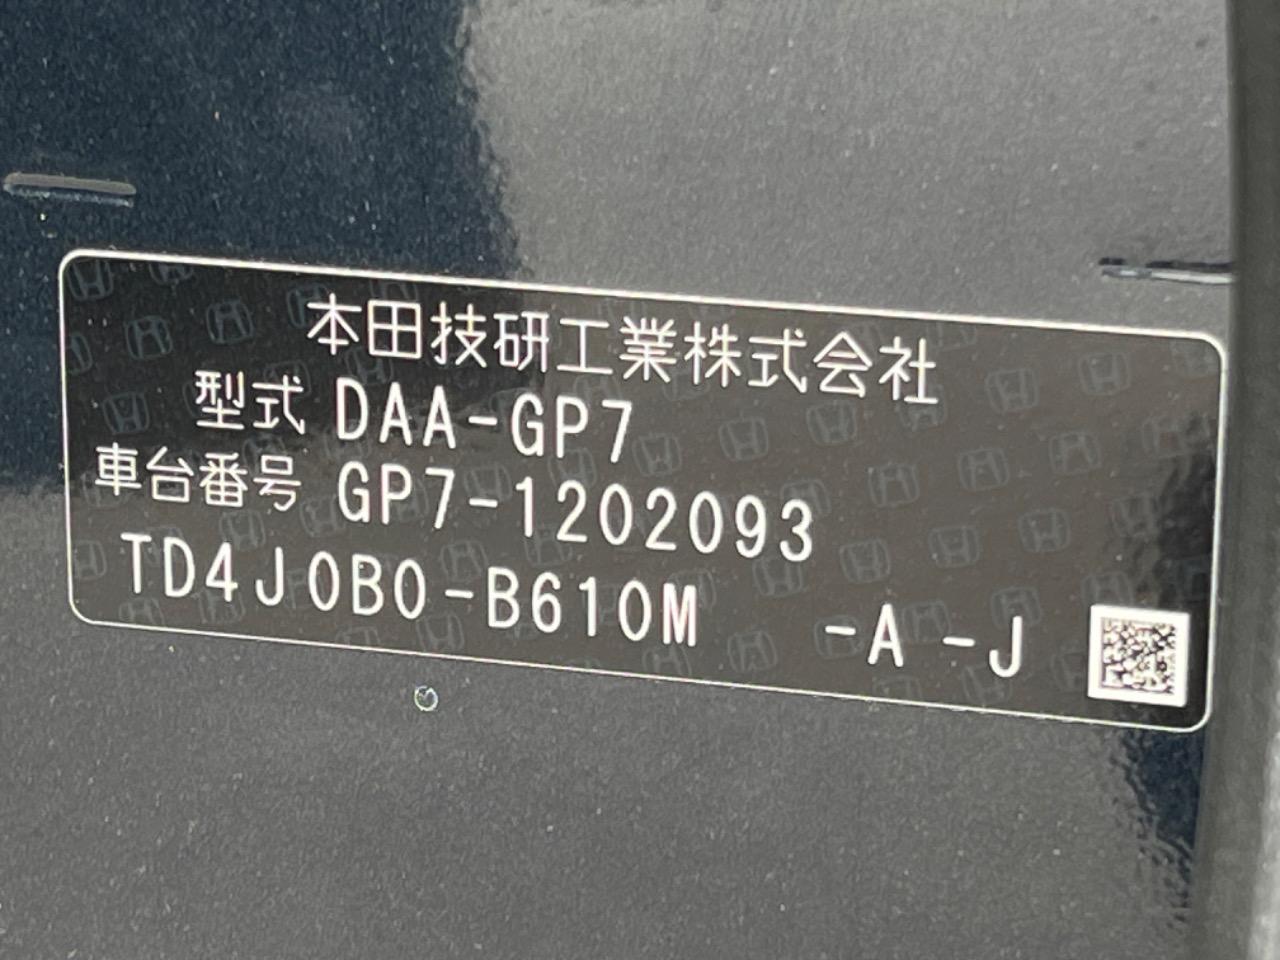 本田技研工業株式会社
型式 DAA-GP7
車台番号 GP7-1202093
TD4J0B0-B610M -A -J